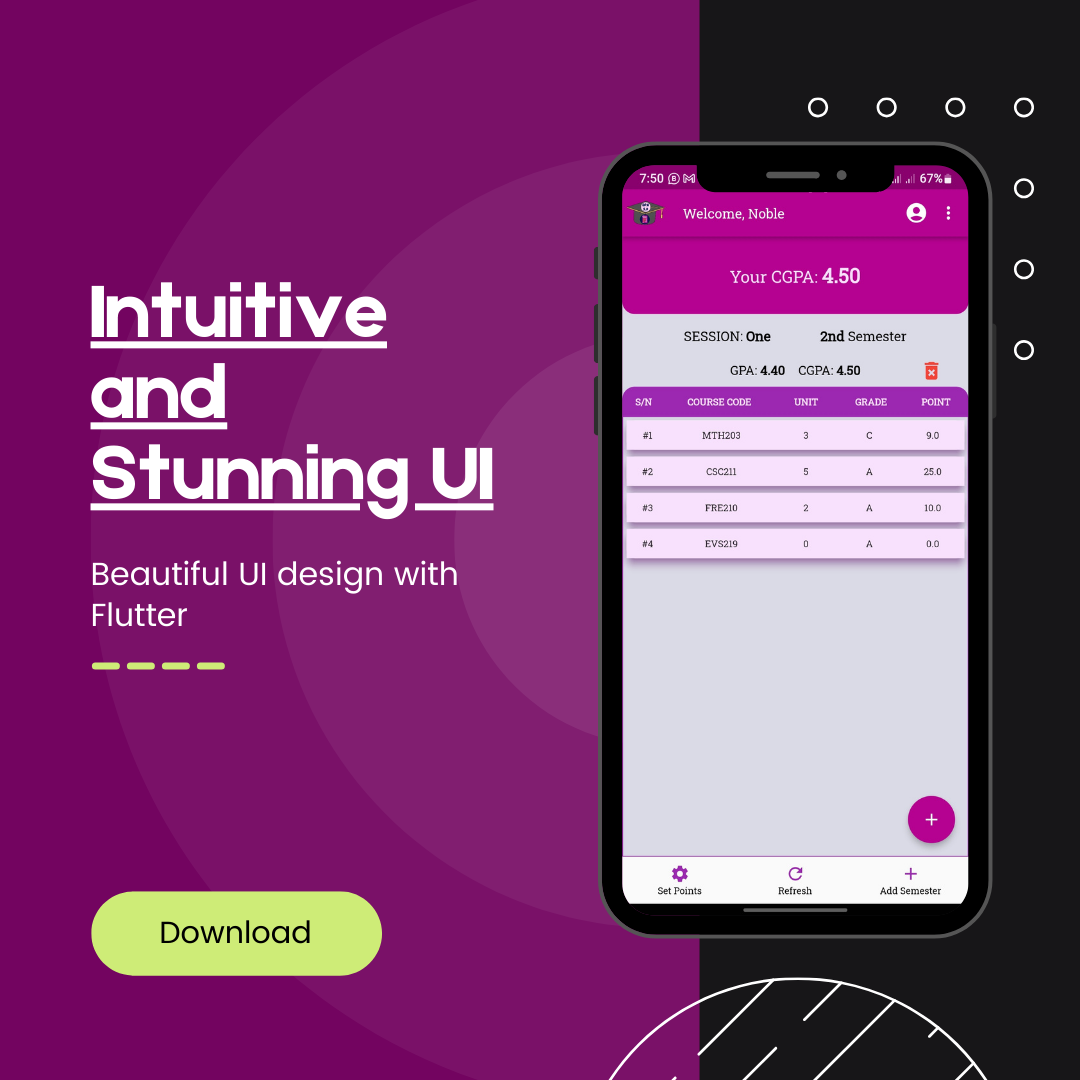 Intuitive
and
Stunning UI
Beautiful UI design with
Flutter
Download
7:50 67%
Welcome, Noble
Your CGPA: 4.50
SESSION: One 2nd Semester
GPA: 4.40 CGPA: 4.50
S/N COURSE CODE UNIT GRADE POINT
#1 MTH203 3 C 9.0
#2 CSC211 5 A 25.0
#3 FRE210 2 A 10.0
#4 EVS219 0 A 0.0
Set Points Refresh Add Semester